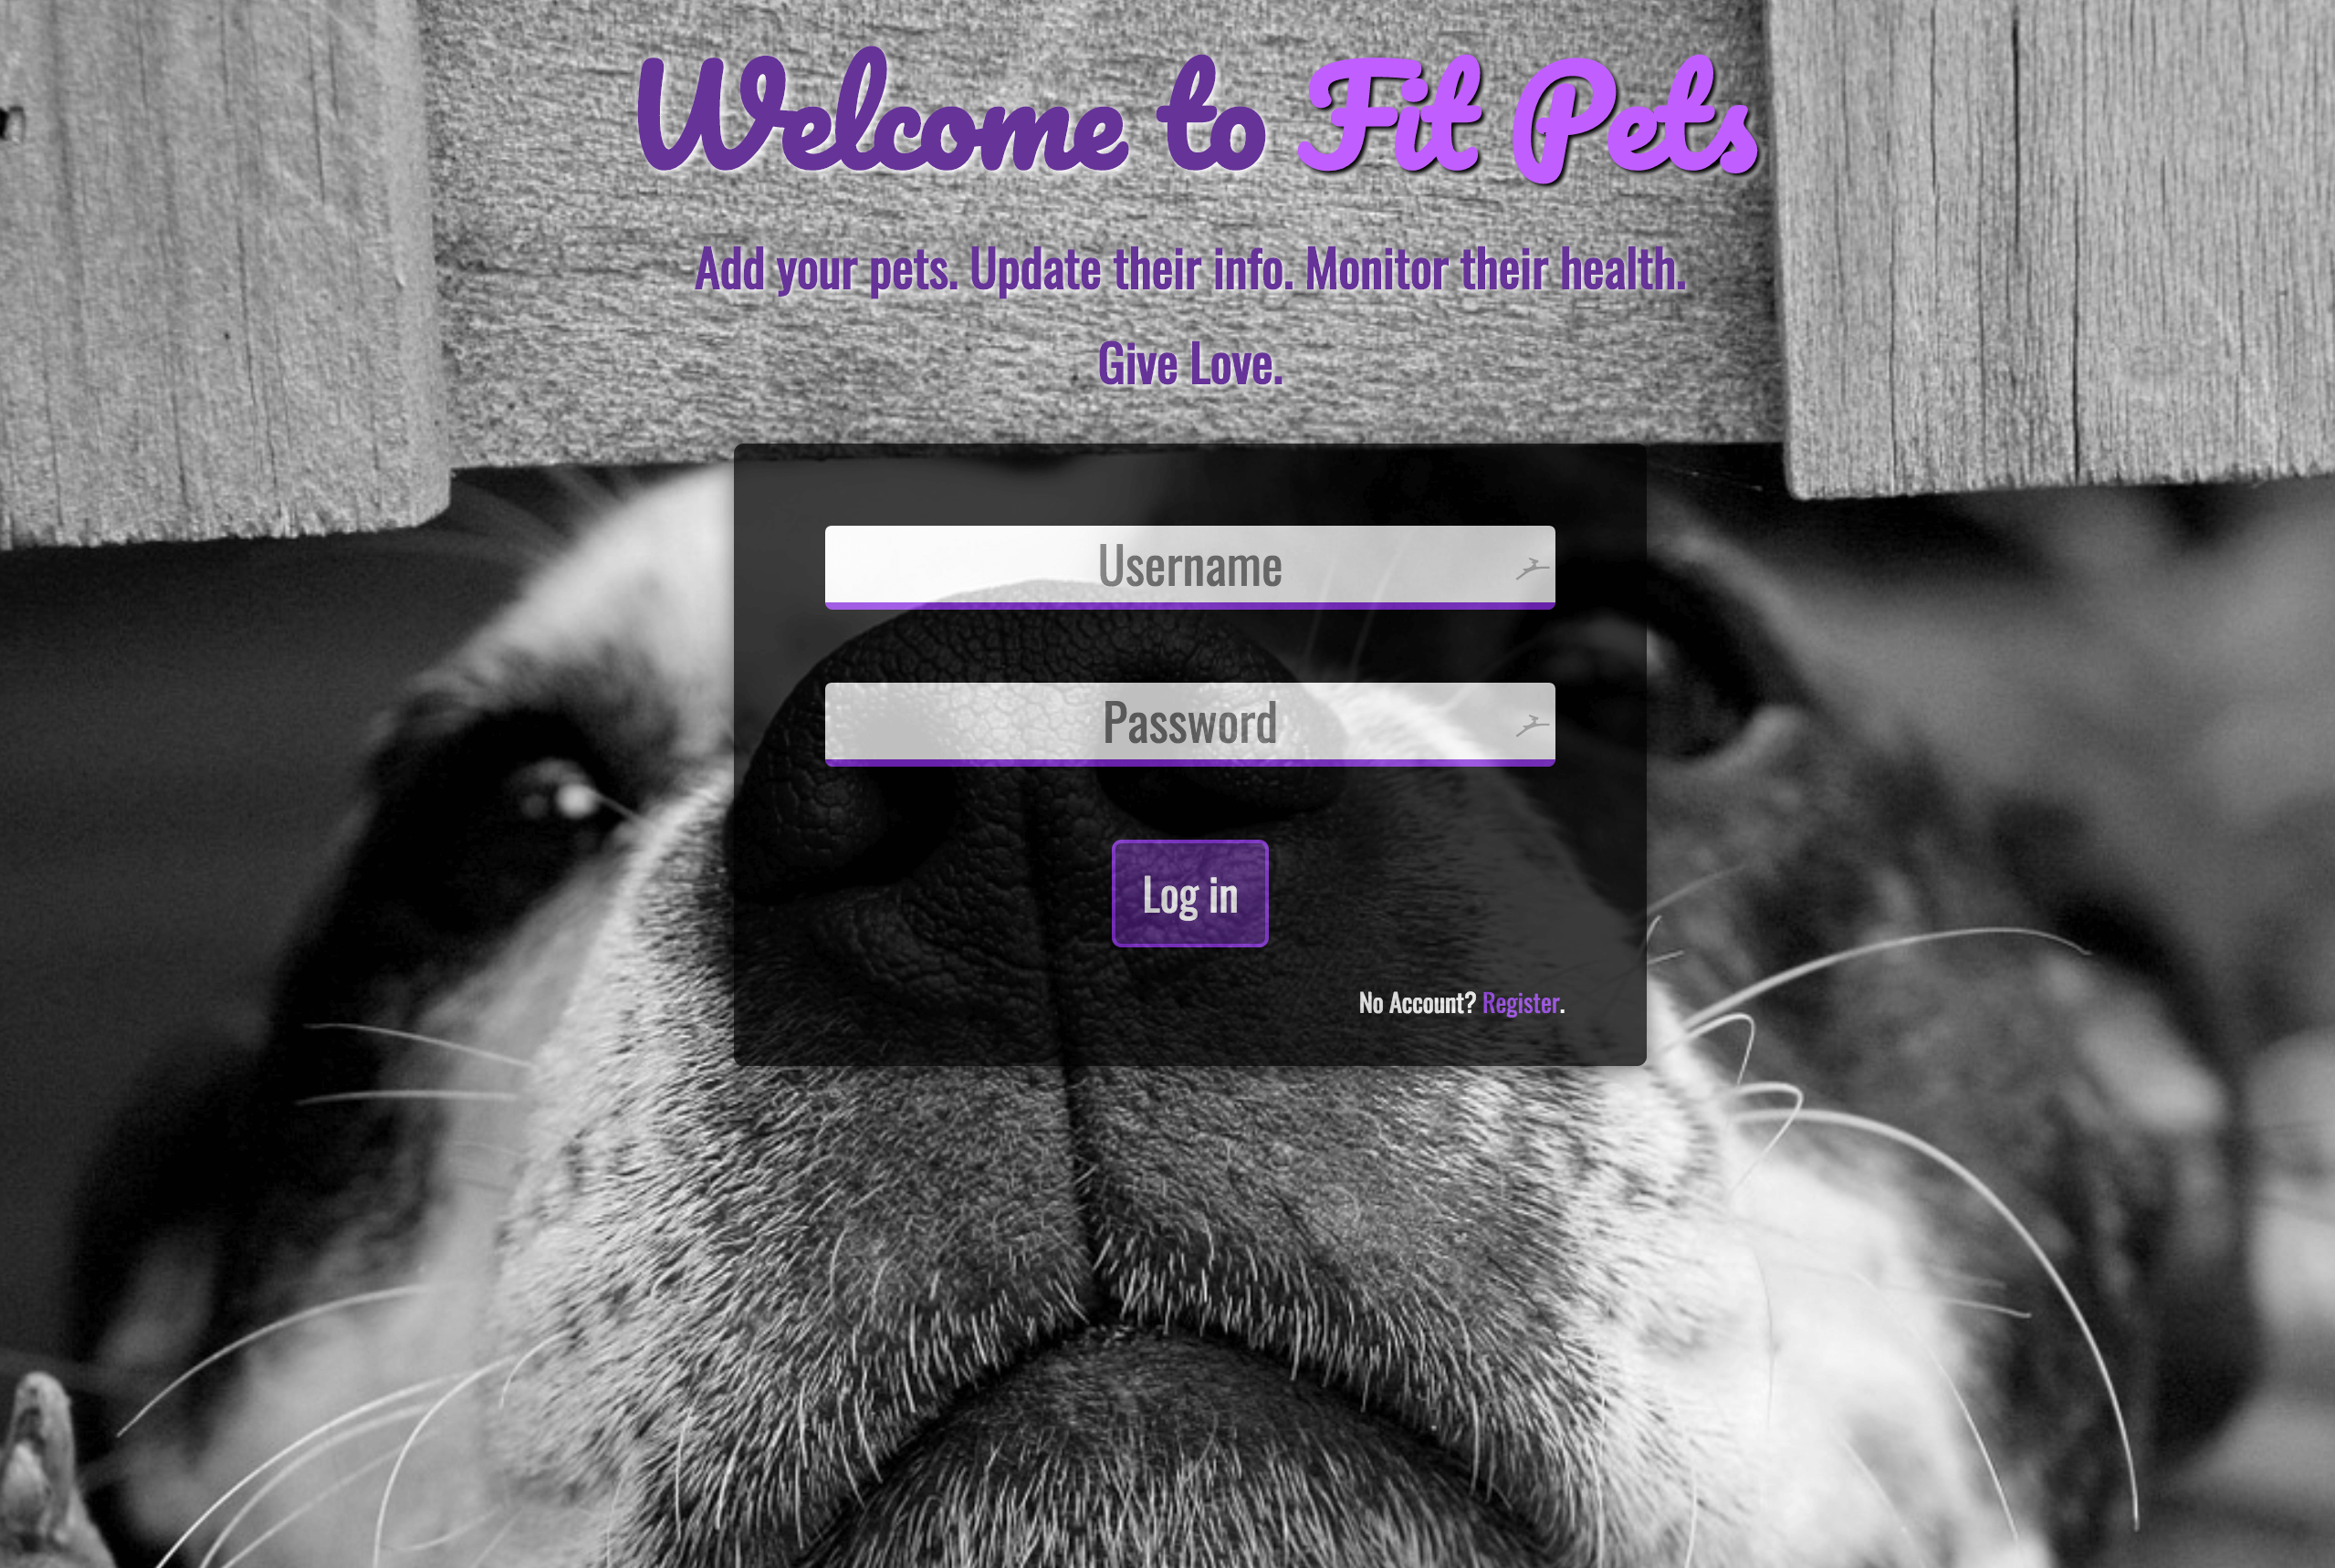 Welcome to Fit Pets
Add your pets. Update their info. Monitor their health.
Give Love.
Username
Password
Log in
No Account? Register.